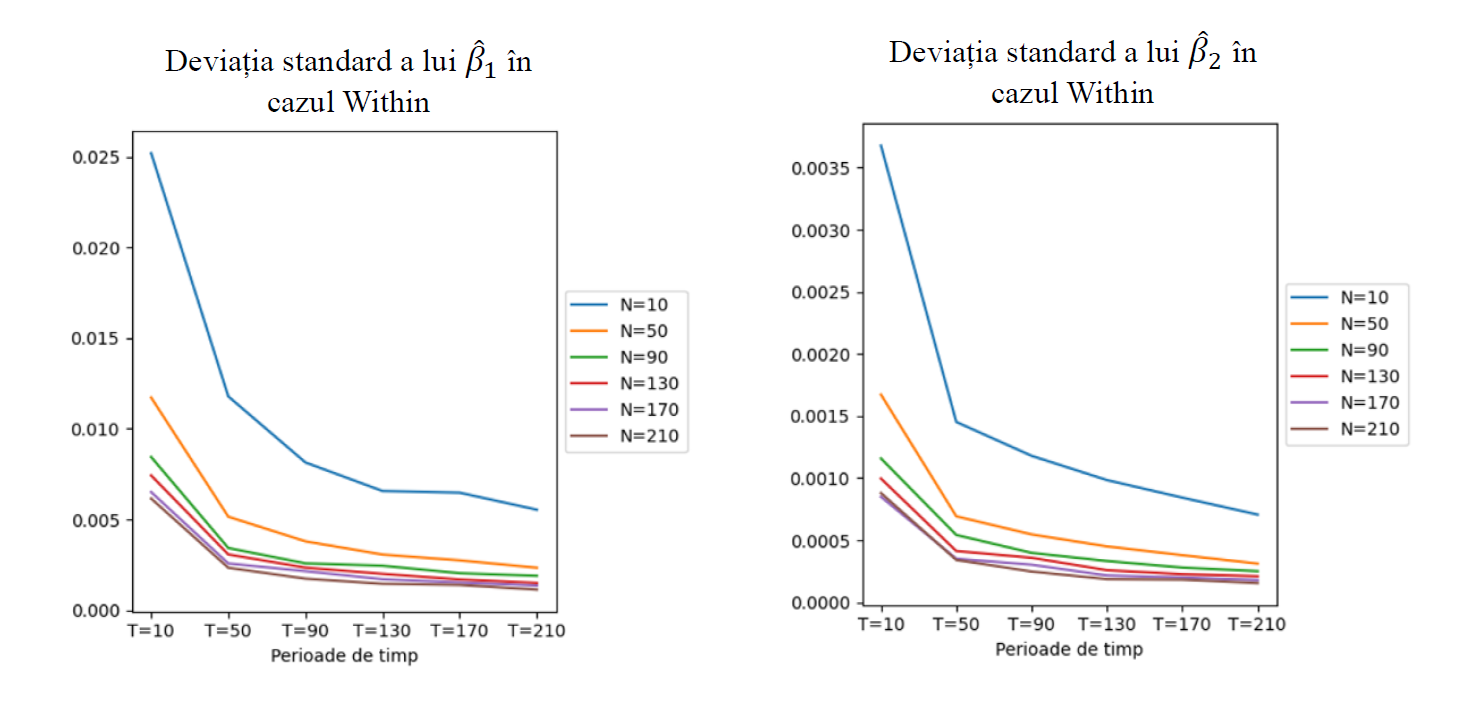 Deviația standard a lui β̂₁ în
cazul Within
0.025
0.020
0.015
0.010
0.005
0.000
T=10 T=50 T=90 T=130 T=170 T=210
Perioade de timp
N=10
N=50
N=90
N=130
N=170
N=210
Deviația standard a lui β̂₂ în
cazul Within
0.0035
0.0030
0.0025
0.0020
0.0015
0.0010
0.0005
0.0000
T=10 T=50 T=90 T=130 T=170 T=210
Perioade de timp
N=10
N=50
N=90
N=130
N=170
N=210